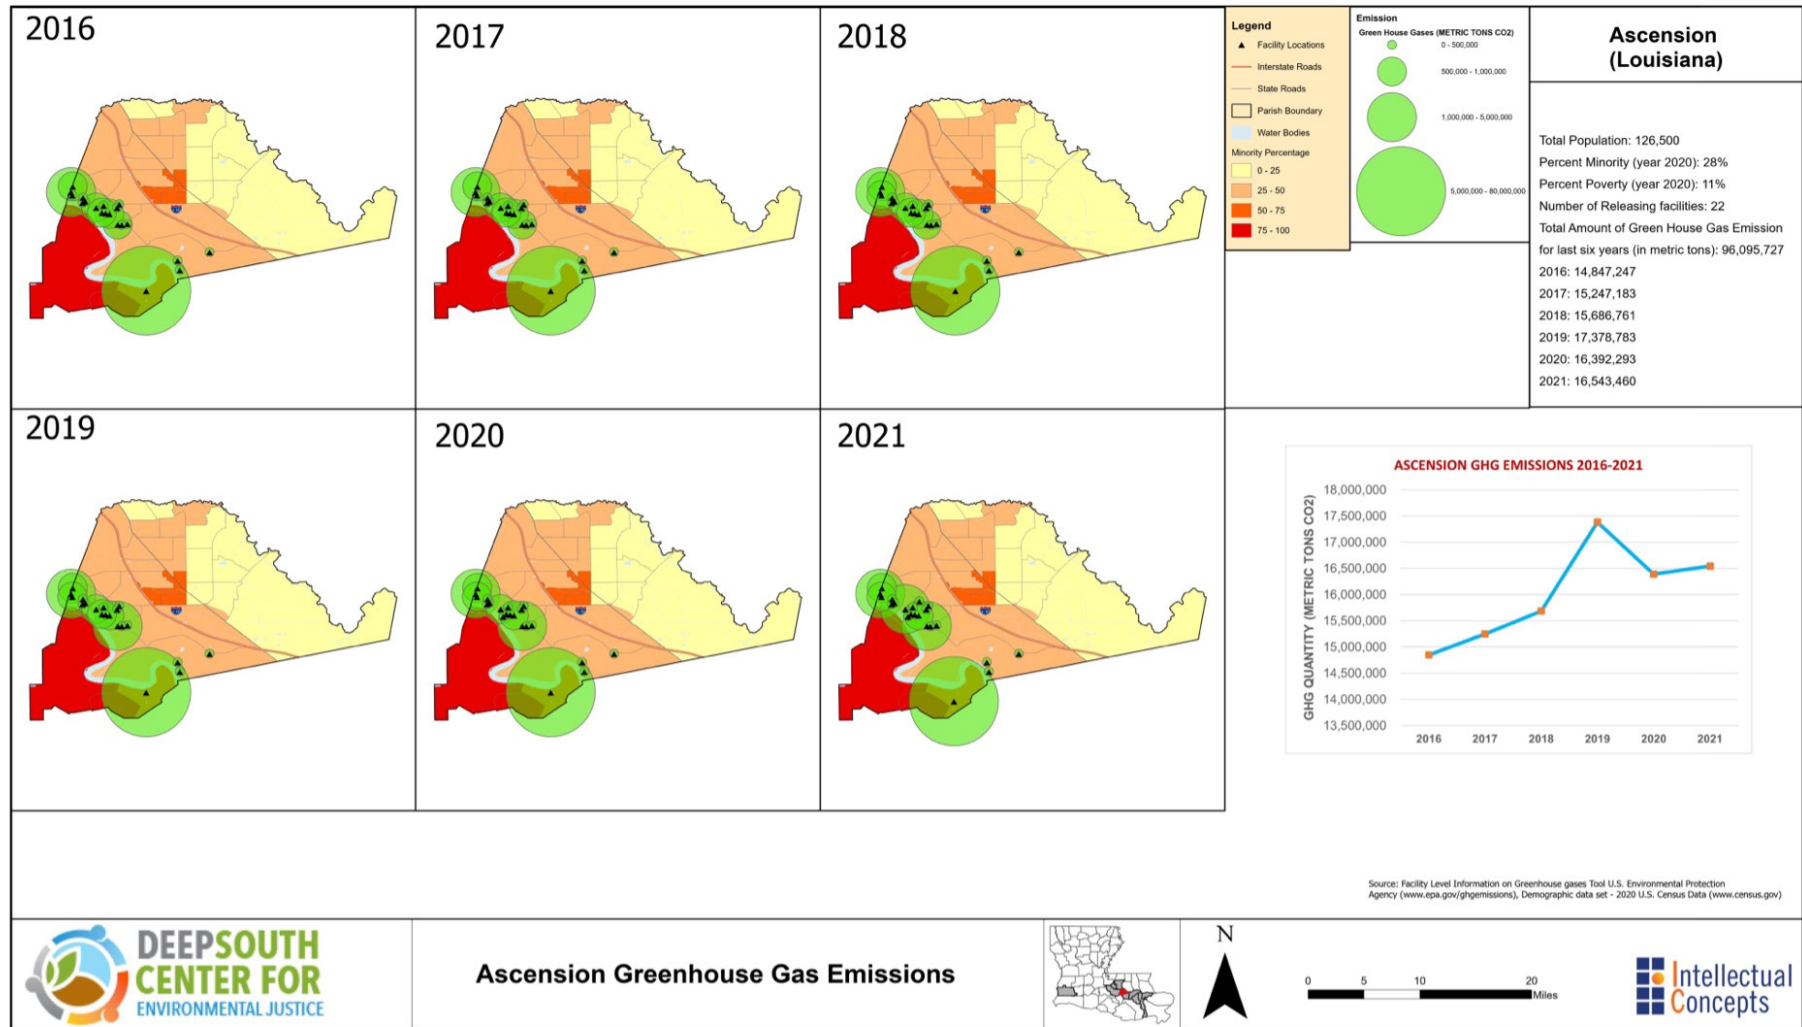 2016
2017
2018
Legend
Facility Locations
Interstate Roads
State Roads
Parish Boundary
Water Bodies
Minority Percentage
0 - 25
25 - 50
50 - 75
75 - 100
Emission
Green House Gases (METRIC TONS CO2)
0 - 500,000
500,000 - 1,000,000
1,000,000 - 5,000,000
5,000,000 - 80,000,000
Ascension
(Louisiana)
Total Population: 126,500
Percent Minority (year 2020): 28%
Percent Poverty (year 2020): 11%
Number of Releasing facilities: 22
Total Amount of Green House Gas Emission
for last six years (in metric tons): 96,095,727
2016: 14,847,247
2017: 15,247,183
2018: 15,686,761
2019: 17,378,783
2020: 16,392,293
2021: 16,543,460
2019
2020
2021
ASCENSION GHG EMISSIONS 2016-2021
GHG QUANTITY (METRIC TONS CO2)
18,000,000
17,500,000
17,000,000
16,500,000
16,000,000
15,500,000
15,000,000
14,500,000
14,000,000
13,500,000
2016 2017 2018 2019 2020 2021
Source: Facility Level Information on Greenhouse gases Tool U.S. Environmental Protection
Agency (www.epa.gov/ghgemissions), Demographic data set - 2020 U.S. Census Data (www.census.gov)
DEEPSOUTH
CENTER FOR
ENVIRONMENTAL JUSTICE
Ascension Greenhouse Gas Emissions
N
0 5 10 20
Miles
Intellectual
Concepts